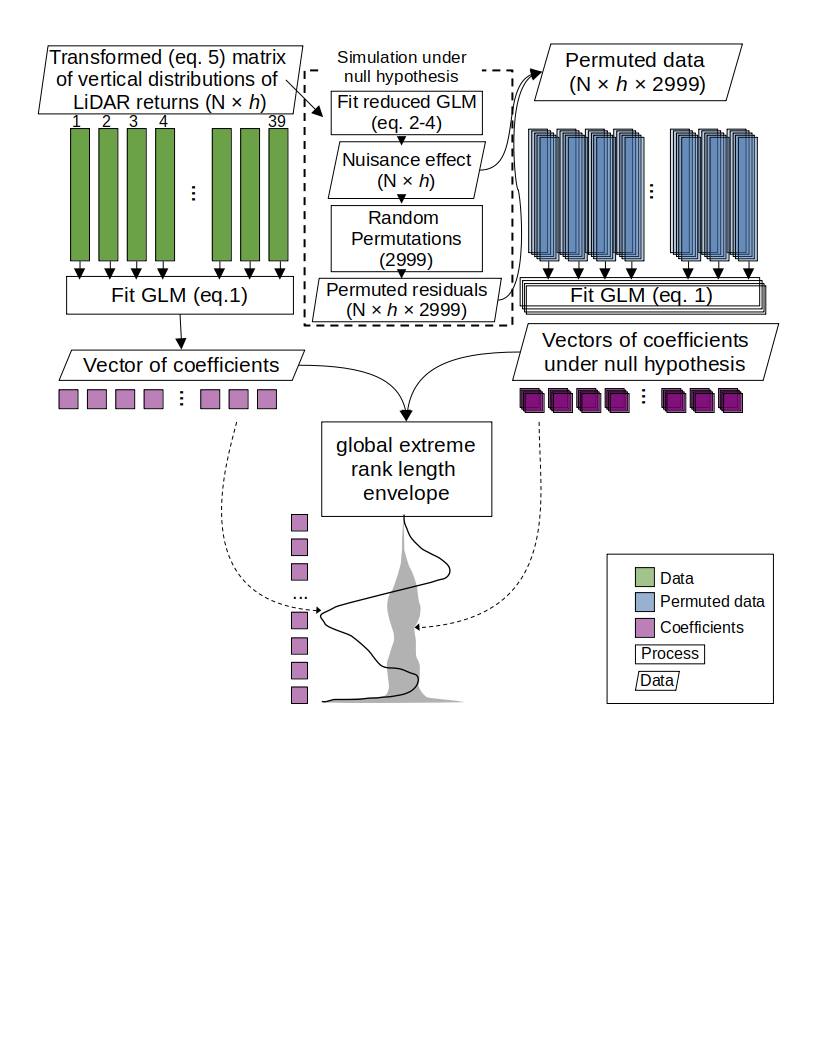 Transformed (eq. 5) matrix
of vertical distributions of
LiDAR returns (N × h)
1 2 3 4 39
...
Fit GLM (eq.1)
Vector of coefficients
...
Simulation under
null hypothesis
Fit reduced GLM
(eq. 2-4)
Nuisance effect
(N × h)
Random
Permutations
(2999)
Permuted residuals
(N × h × 2999)
Permuted data
(N × h × 2999)
...
Fit GLM (eq. 1)
Vectors of coefficients
under null hypothesis
...
global extreme
rank length
envelope
...
Data
Permuted data
Coefficients
Process
Data